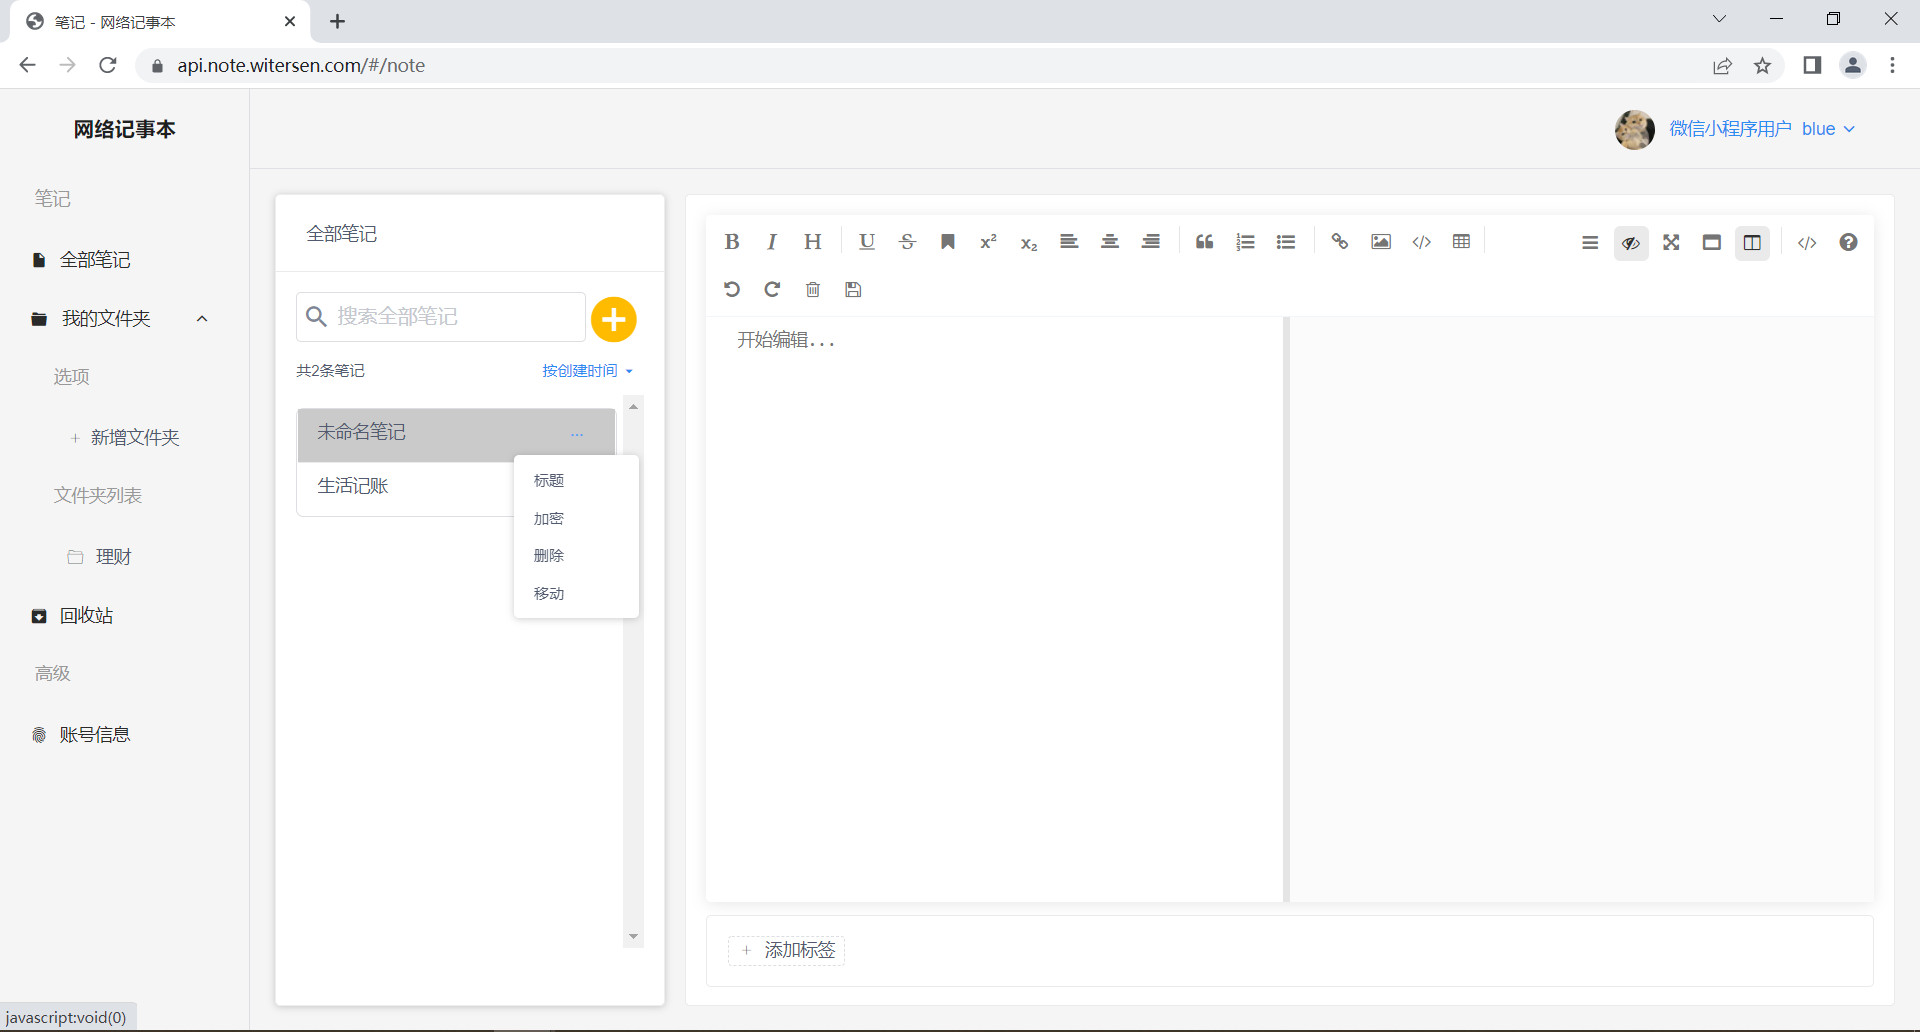 笔记 - 网络记事本
api.note.witersen.com/#/note
网络记事本
微信小程序用户 blue
笔记
全部笔记
我的文件夹
选项
+ 新增文件夹
文件夹列表
理财
回收站
高级
账号信息
全部笔记
搜索全部笔记
共2条笔记
按创建时间
未命名笔记 ...
生活记账
标题
加密
删除
移动
B I H U S x² x₂
开始编辑...
+ 添加标签
javascript:void(0)